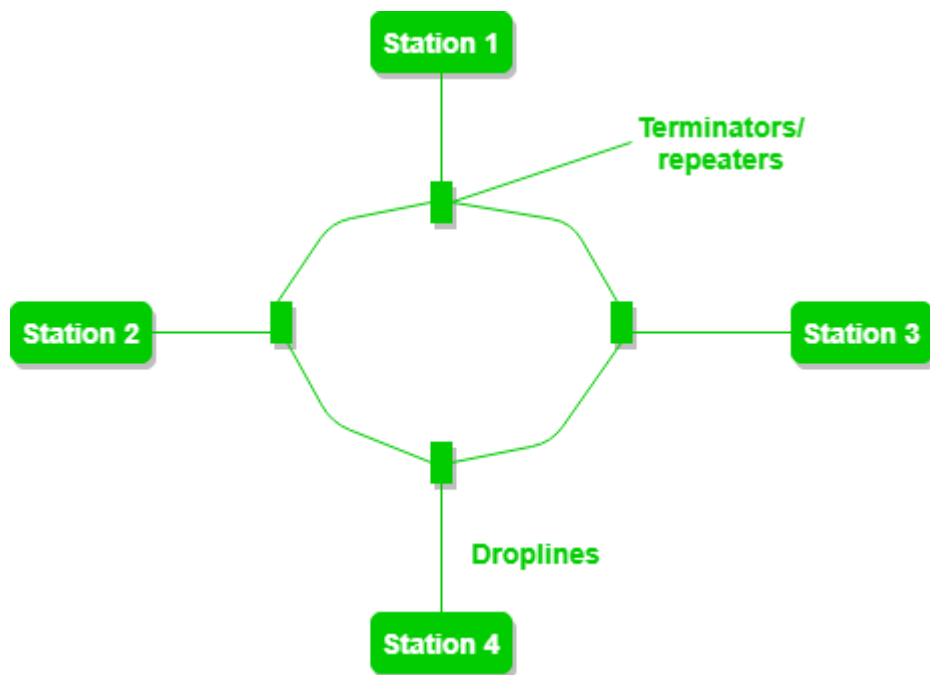 Station 1
Terminators/
repeaters
Station 2
Station 3
Droplines
Station 4